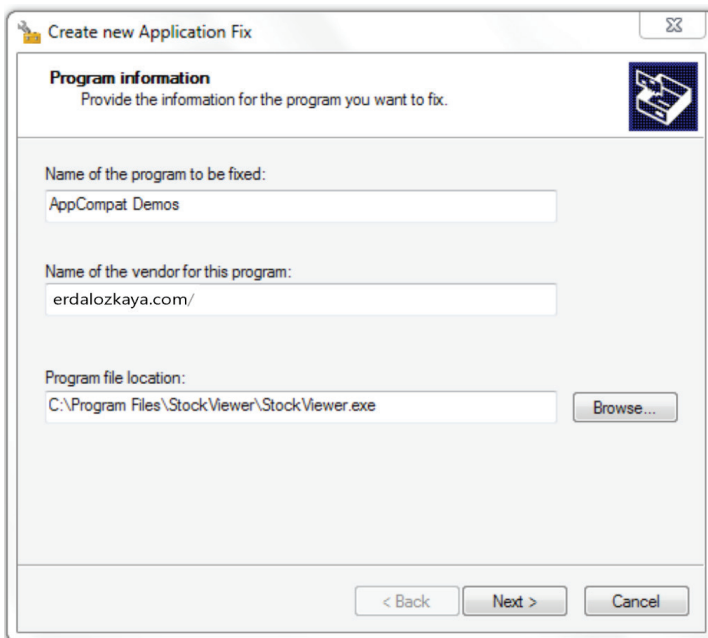 Create new Application Fix
Program information
Provide the information for the program you want to fix.
Name of the program to be fixed:
AppCompat Demos
Name of the vendor for this program:
erdalozkaya.com/
Program file location:
C:\Program Files\StockViewer\StockViewer.exe
Browse...
< Back
Next >
Cancel